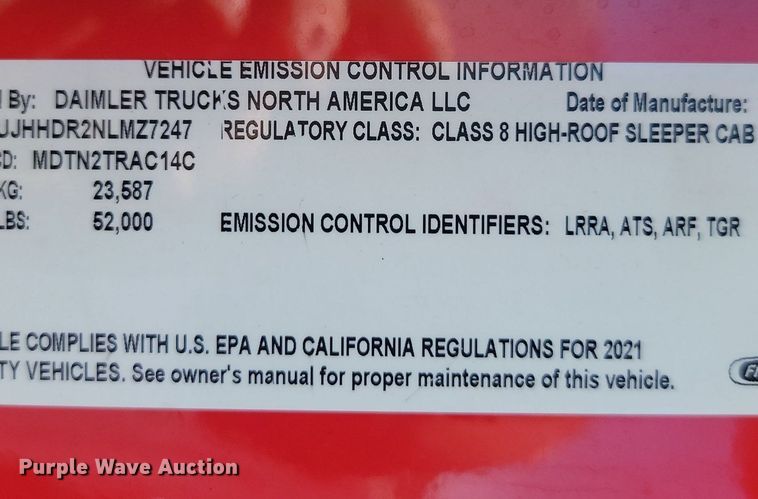 VEHICLE EMISSION CONTROL INFORMATION
By: DAIMLER TRUCKS NORTH AMERICA LLC Date of Manufacture:
UJHHDR2NLMZ7247 REGULATORY CLASS: CLASS 8 HIGH-ROOF SLEEPER CAB
D: MDTN2TRAC14C
KG: 23,587
LBS: 52,000 EMISSION CONTROL IDENTIFIERS: LRRA, ATS, ARF, TGR
LE COMPLIES WITH U.S. EPA AND CALIFORNIA REGULATIONS FOR 2021
TY VEHICLES. See owner's manual for proper maintenance of this vehicle.
Purple Wave Auction